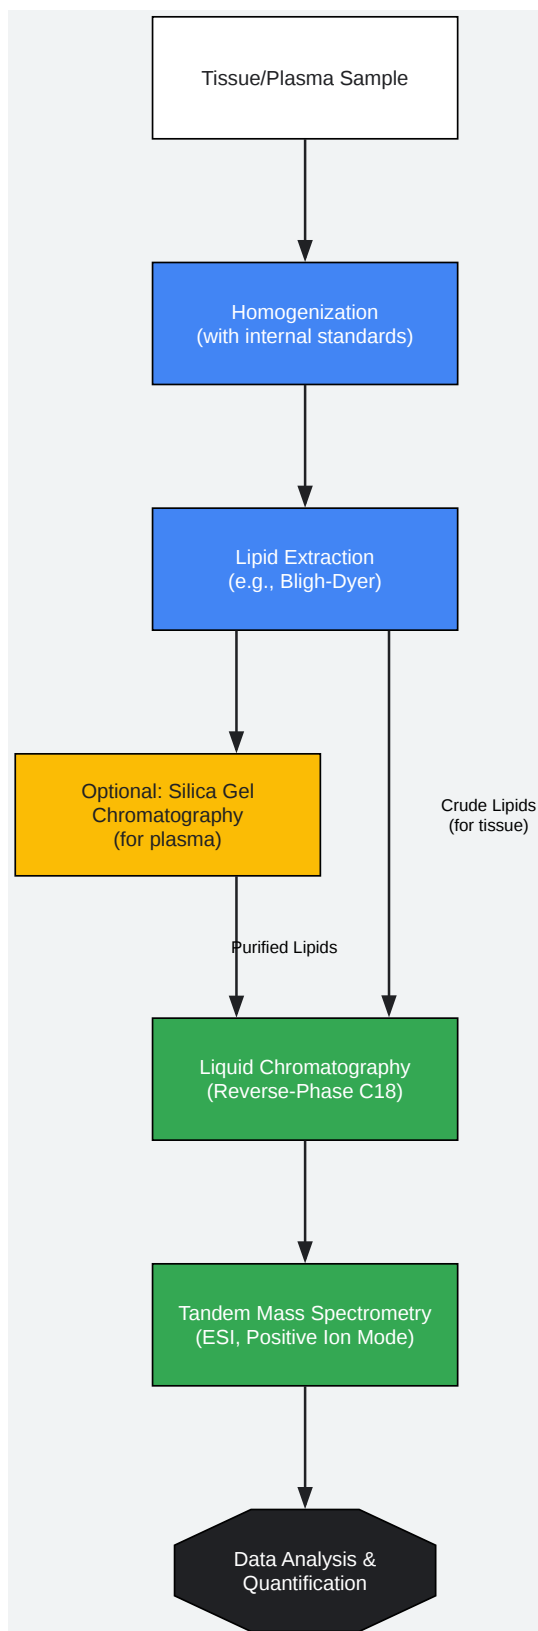 Tissue/Plasma Sample
Homogenization
(with internal standards)
Lipid Extraction
(e.g., Bligh-Dyer)
Optional: Silica Gel
Chromatography
(for plasma)
Crude Lipids
(for tissue)
Purified Lipids
Liquid Chromatography
(Reverse-Phase C18)
Tandem Mass Spectrometry
(ESI, Positive Ion Mode)
Data Analysis &
Quantification